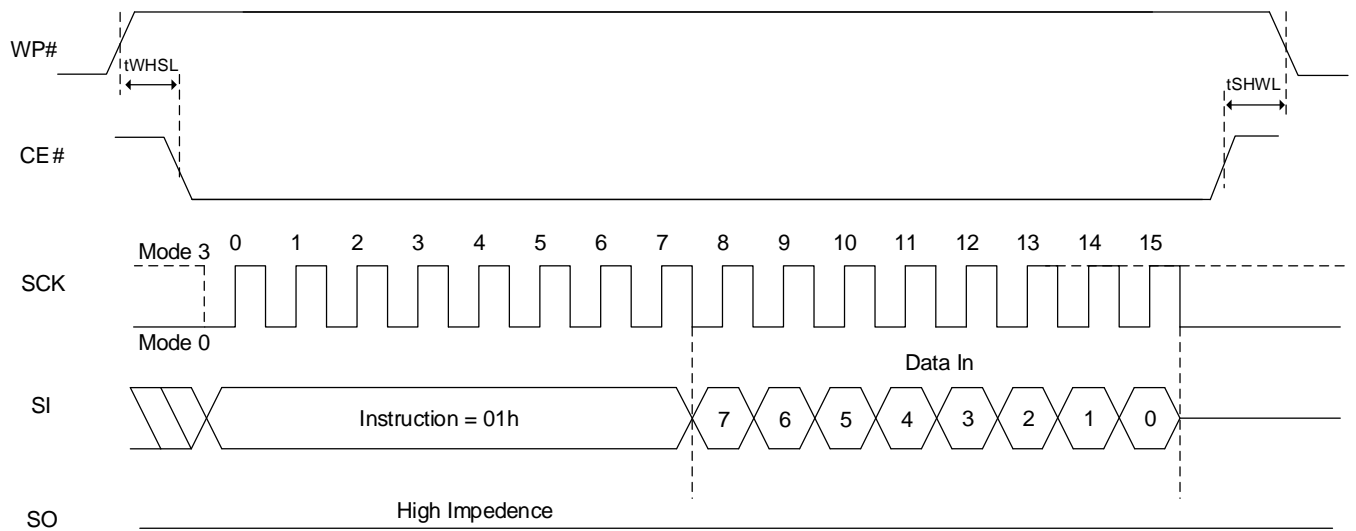 WP#
tWHSL
tSHWL
CE#
0 1 2 3 4 5 6 7 8 9 10 11 12 13 14 15
Mode 3
SCK
Mode 0
Data In
SI
Instruction = 01h
7 6 5 4 3 2 1 0
High Impedence
SO